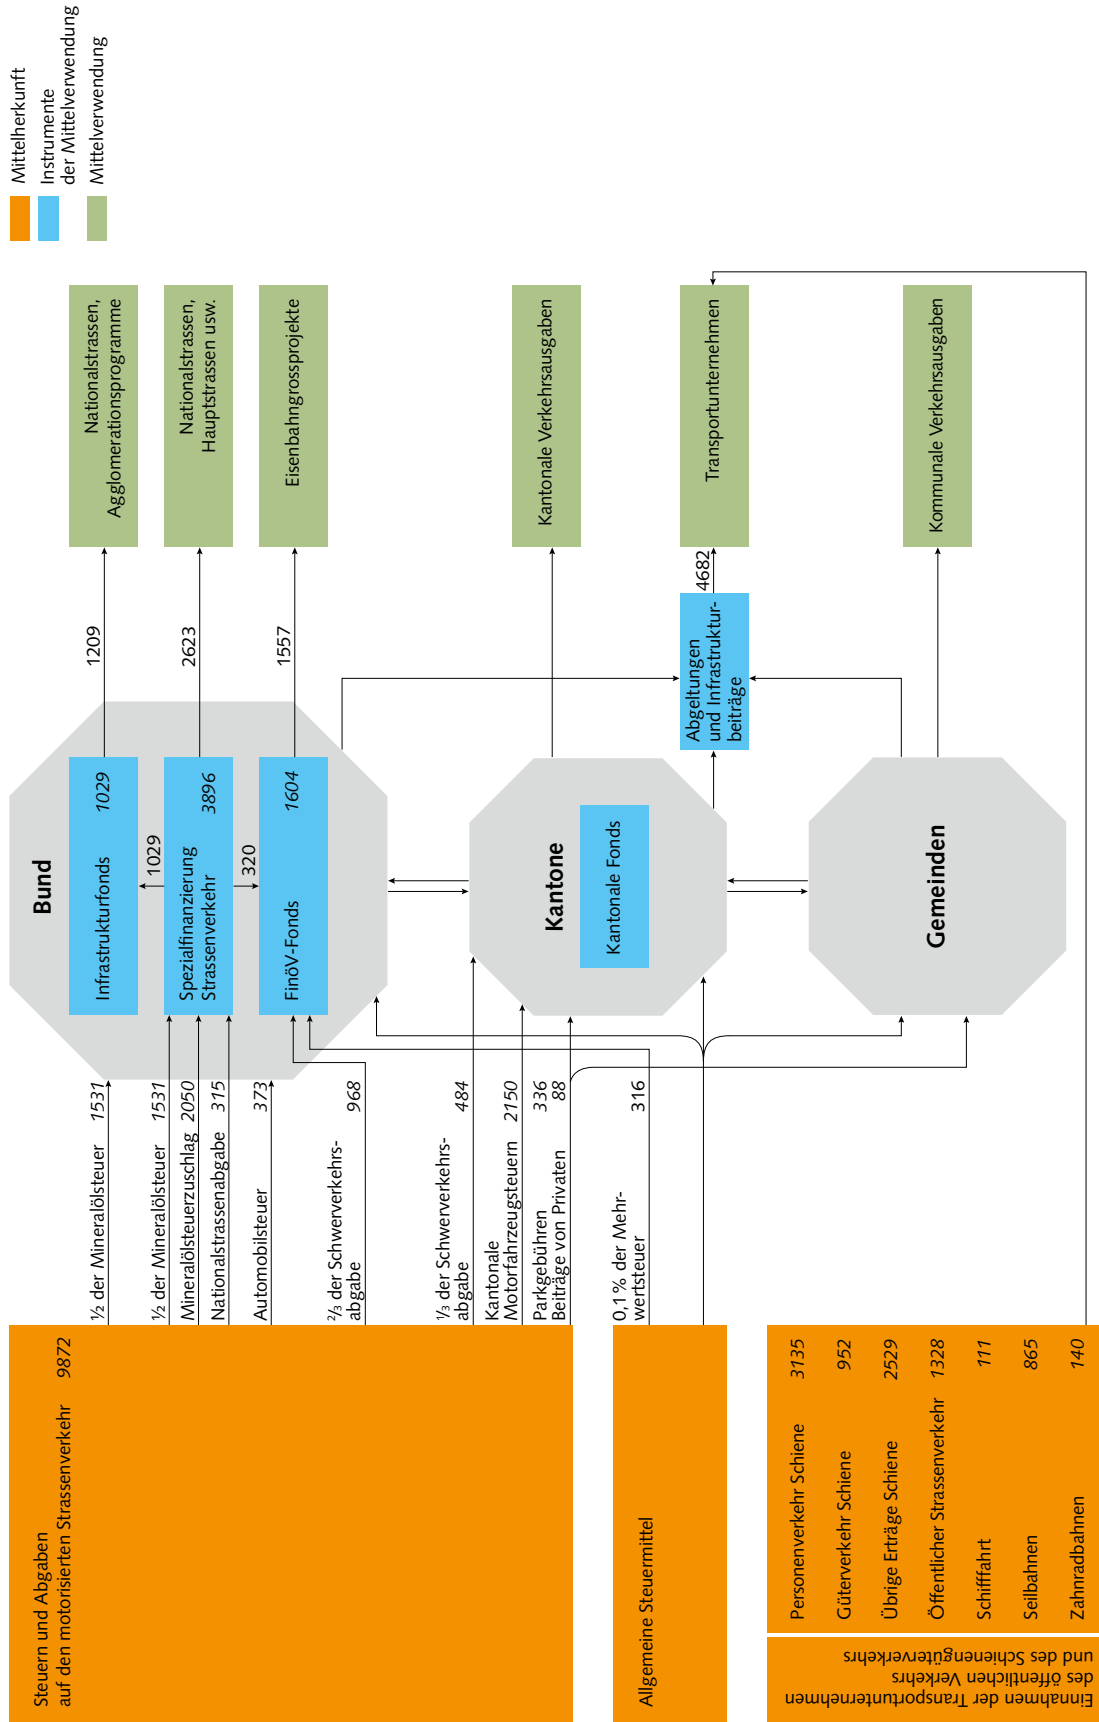 Mittelherkunft
Instrumente
der Mittelverwendung
Mittelverwendung
Steuern und Abgaben
auf den motorisierten Strassenverkehr 9872
½ der Mineralölsteuer 1531
½ der Mineralölsteuer 1531
Mineralölsteuerzuschlag 2050
Nationalstrassenabgabe 315
Automobilsteuer 373
⅔ der Schwerverkehrs-
abgabe 968
⅓ der Schwerverkehrs-
abgabe 484
Kantonale
Motorfahrzeugsteuern 2150
Parkgebühren 336
Beiträge von Privaten 88
Allgemeine Steuermittel
0,1 % der Mehr-
wertsteuer 316
Einnahmen der Transportunternehmen
des öffentlichen Verkehrs
und des Schienengüterverkehrs
Personenverkehr Schiene 3135
Güterverkehr Schiene 952
Übrige Erträge Schiene 2529
Öffentlicher Strassenverkehr 1328
Schifffahrt 111
Seilbahnen 865
Zahnradbahnen 140
Bund
Infrastrukturfonds 1029
1029
Spezialfinanzierung
Strassenverkehr 3896
320
FinöV-Fonds 1604
Kantone
Kantonale Fonds
Gemeinden
1209
2623
1557
Abgeltungen
und Infrastruktur-
beiträge
4682
Nationalstrassen,
Agglomerationsprogramme
Nationalstrassen,
Hauptstrassen usw.
Eisenbahngrossprojekte
Kantonale Verkehrsausgaben
Transportunternehmen
Kommunale Verkehrsausgaben